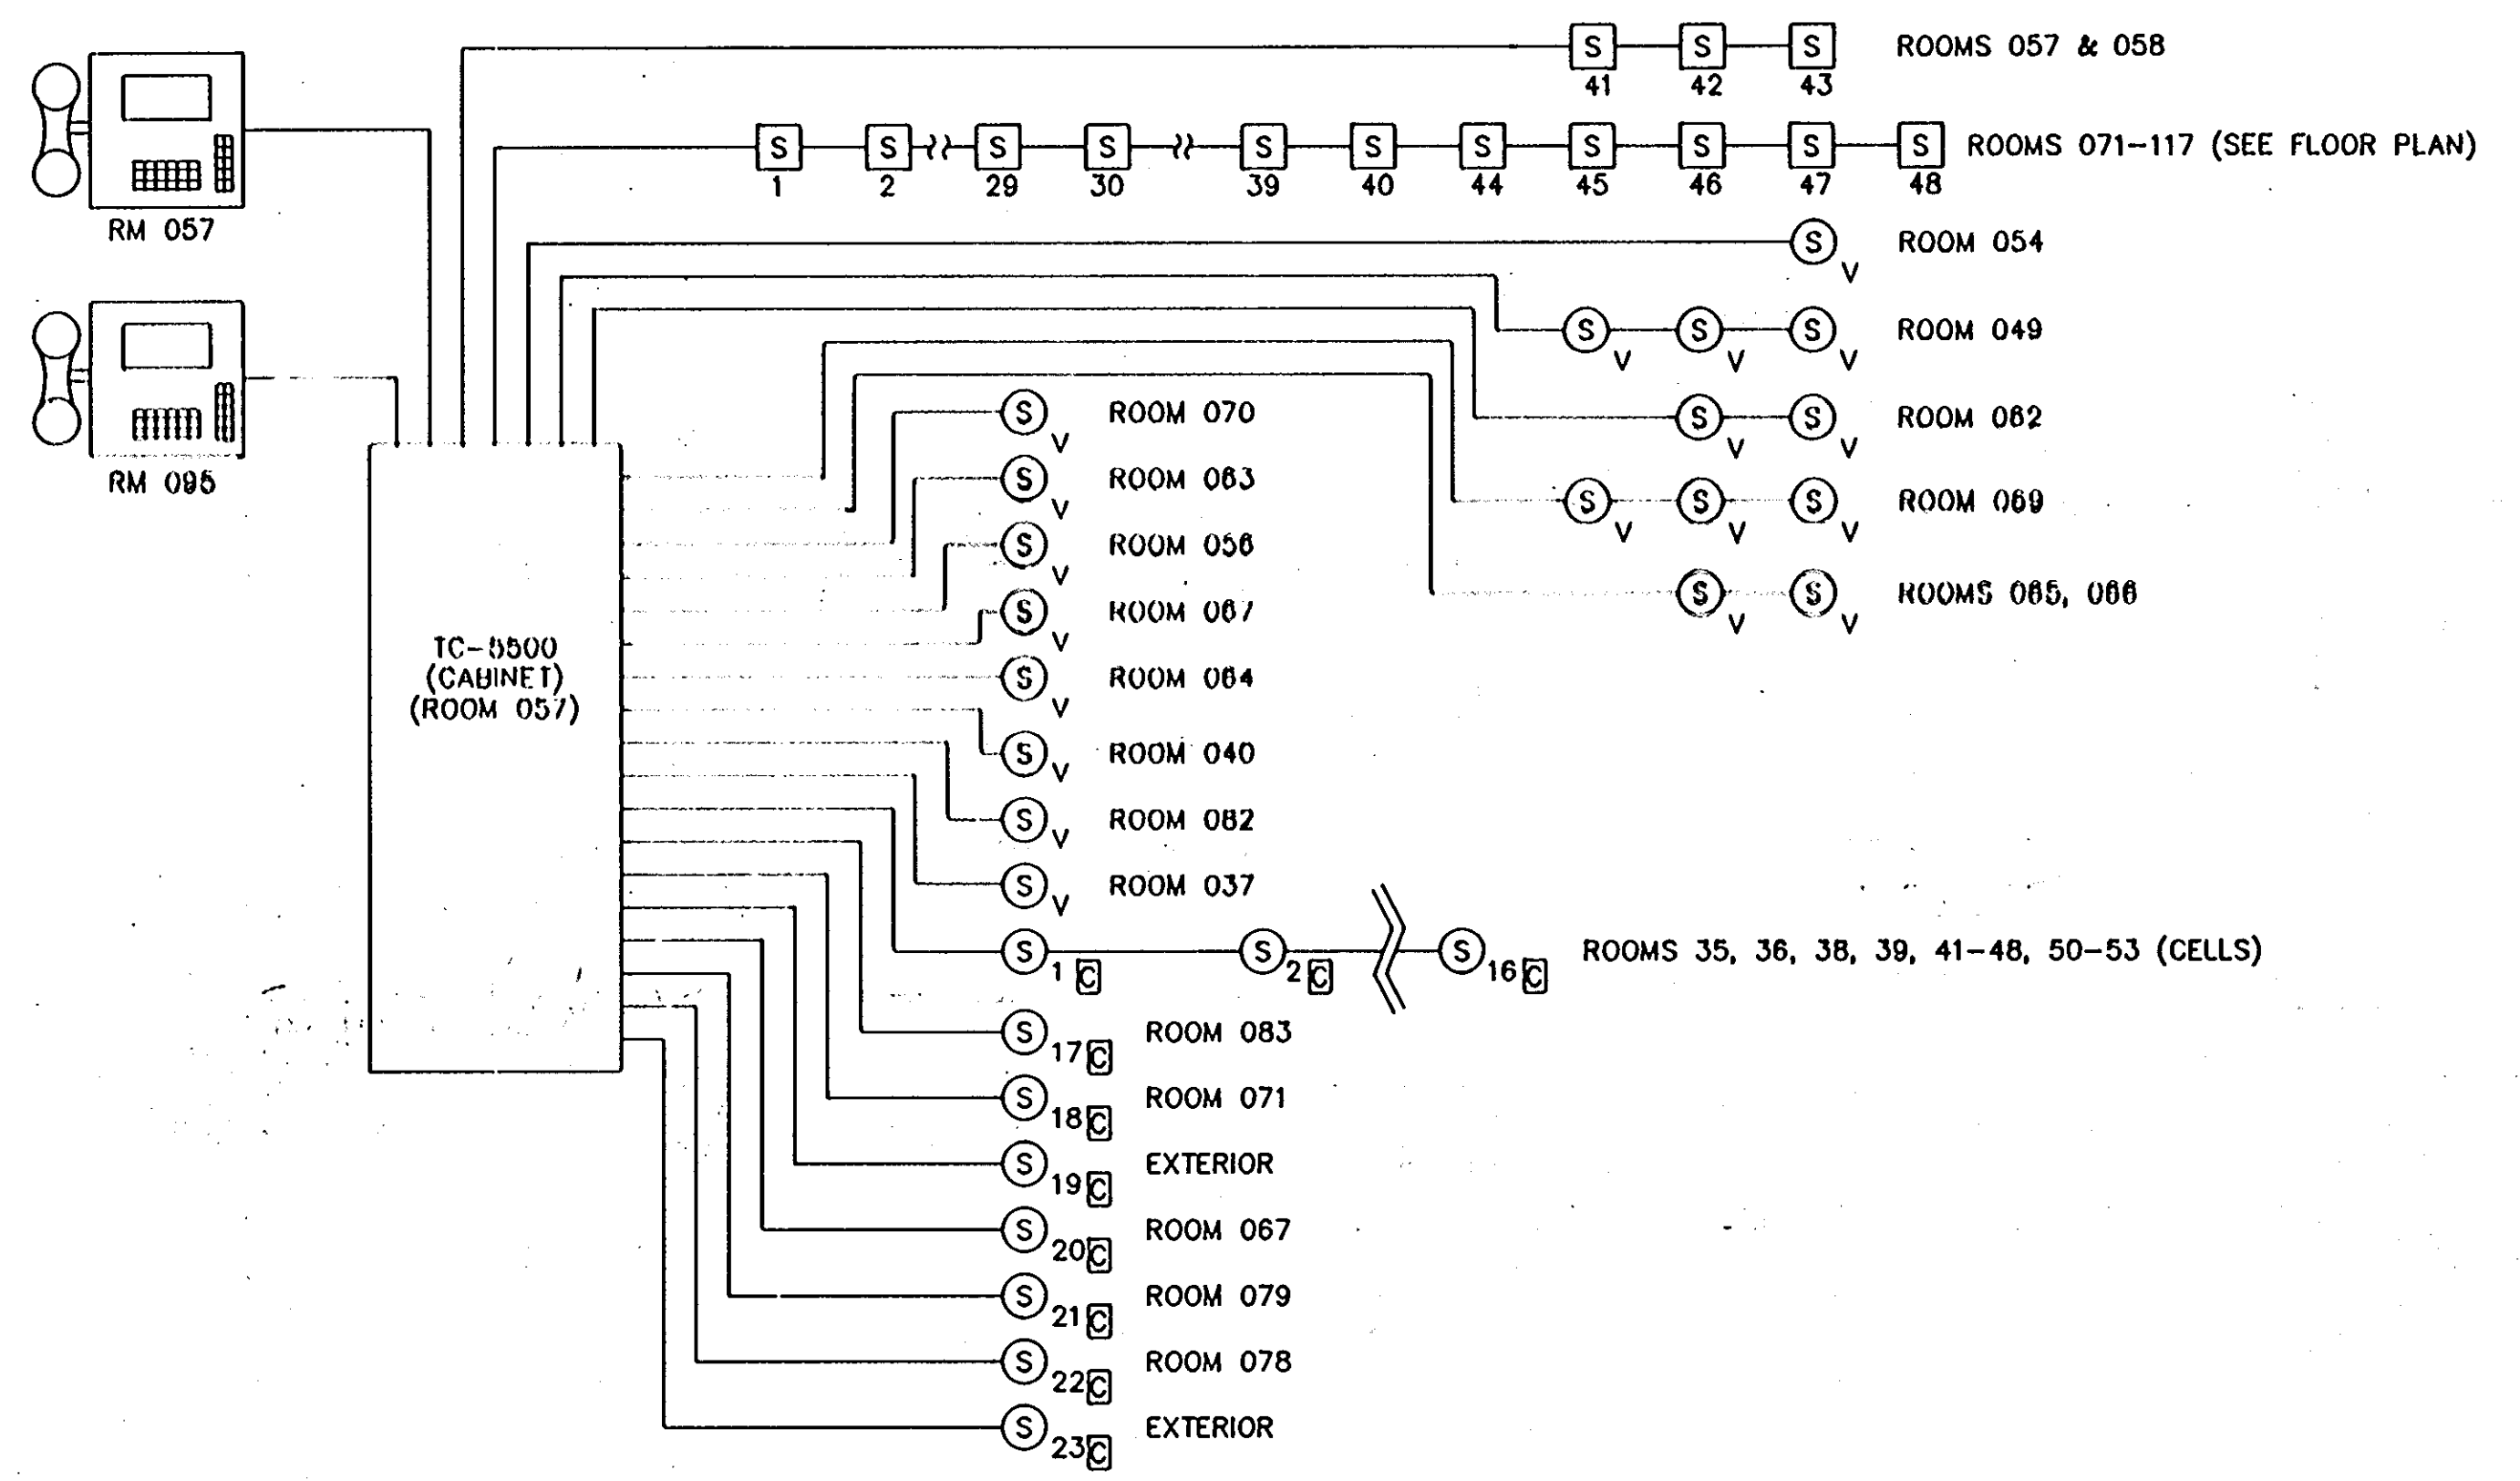 S S S ROOMS 057 & 058
41 42 43
S S S S S S S S S S S ROOMS 071-117 (SEE FLOOR PLAN)
1 2 29 30 39 40 44 45 46 47 48
RM 057
S V ROOM 054
S V S V S V ROOM 049
RM 095
S V S V ROOM 062
S V S V S V ROOM 069
S V S V ROOMS 065, 066
S V ROOM 070
S V ROOM 063
S V ROOM 056
S V ROOM 067
S V ROOM 064
S V ROOM 040
S V ROOM 082
S V ROOM 037
TC-5500
(CABINET)
(ROOM 057)
S 1 C S 2 C S 16 C ROOMS 35, 36, 38, 39, 41-48, 50-53 (CELLS)
S 17 C ROOM 083
S 18 C ROOM 071
S 19 C EXTERIOR
S 20 C ROOM 067
S 21 C ROOM 079
S 22 C ROOM 078
S 23 C EXTERIOR